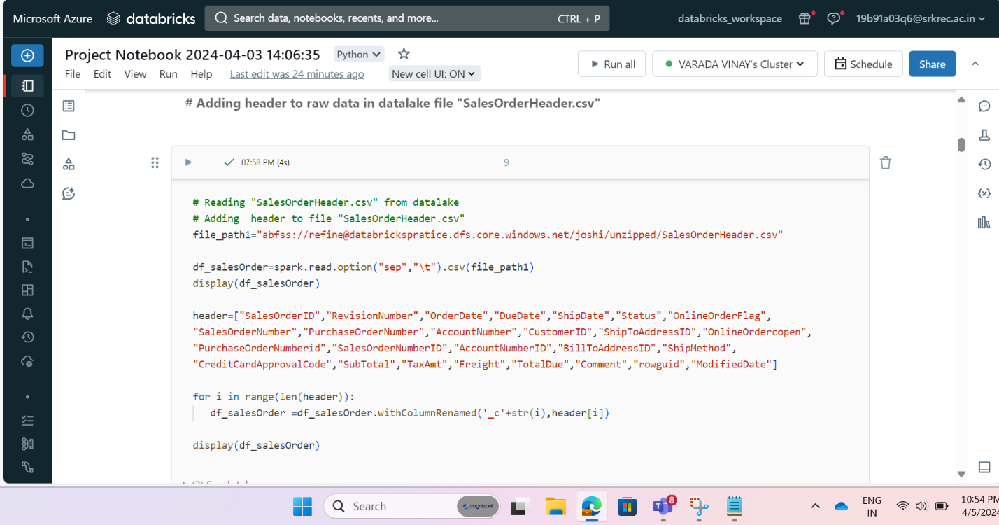 Microsoft Azure databricks Search data, notebooks, recents, and more... CTRL + P databricks_workspace 19b91a03q6@srkrec.ac.in
Project Notebook 2024-04-03 14:06:35 Python
File Edit View Run Help Last edit was 24 minutes ago New cell UI: ON
Run all VARADA VINAY's Cluster Schedule Share
# Adding header to raw data in datalake file "SalesOrderHeader.csv"
07:58 PM (4s) 9
# Reading "SalesOrderHeader.csv" from datalake
# Adding  header to file "SalesOrderHeader.csv"
file_path1="abfss://refine@databrickspratice.dfs.core.windows.net/joshi/unzipped/SalesOrderHeader.csv"
df_salesOrder=spark.read.option("sep","\t").csv(file_path1)
display(df_salesOrder)
header=["SalesOrderID","RevisionNumber","OrderDate","DueDate","ShipDate","Status","OnlineOrderFlag",
"SalesOrderNumber","PurchaseOrderNumber","AccountNumber","CustomerID","ShipToAddressID","OnlineOrdercopen",
"PurchaseOrderNumberid","SalesOrderNumberID","AccountNumberID","BillToAddressID","ShipMethod",
"CreditCardApprovalCode","SubTotal","TaxAmt","Freight","TotalDue","Comment","rowguid","ModifiedDate"]
for i in range(len(header)):
df_salesOrder =df_salesOrder.withColumnRenamed('_c'+str(i),header[i])
display(df_salesOrder)
Search cognizant 8 ENG 10:54 PM
IN 4/5/202